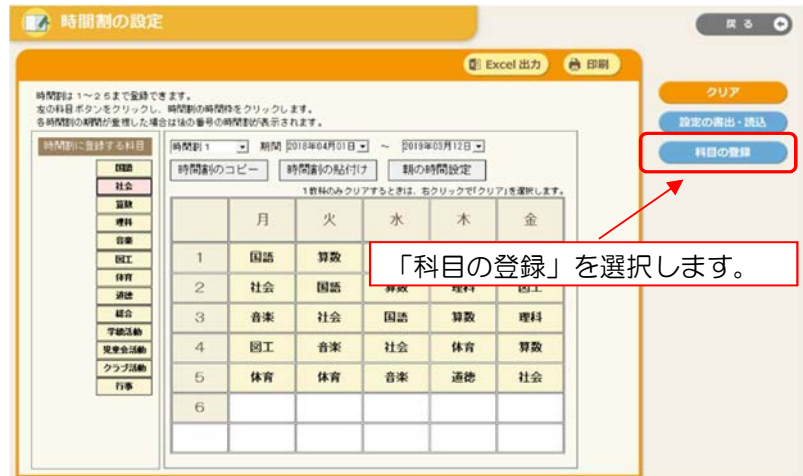 時間割の設定
戻る
Excel 出力
印刷
時間割は1～25まで登録できます。
左の科目ボタンをクリックし、時間割の時間枠をクリックします。
各時間割の期間が重複した場合は後の番号の時間割が表示されます。
クリア
設定の書出・読込
科目の登録
時間割に登録する科目
国語
社会
算数
理科
音楽
図工
体育
道徳
総合
学級活動
児童会活動
クラブ活動
行事
時間割 1 期間 2018年04月01日 ～ 2019年03月12日
時間割のコピー 時間割の貼付け 朝の時間設定
1教科のみクリアするときは、右クリックで「クリア」を選択します。
月 火 水 木 金
1 国語 算数
「科目の登録」を選択します。
2 社会 国語 算数 理科 図工
3 音楽 社会 国語 算数 理科
4 図工 音楽 社会 体育 算数
5 体育 体育 音楽 道徳 社会
6